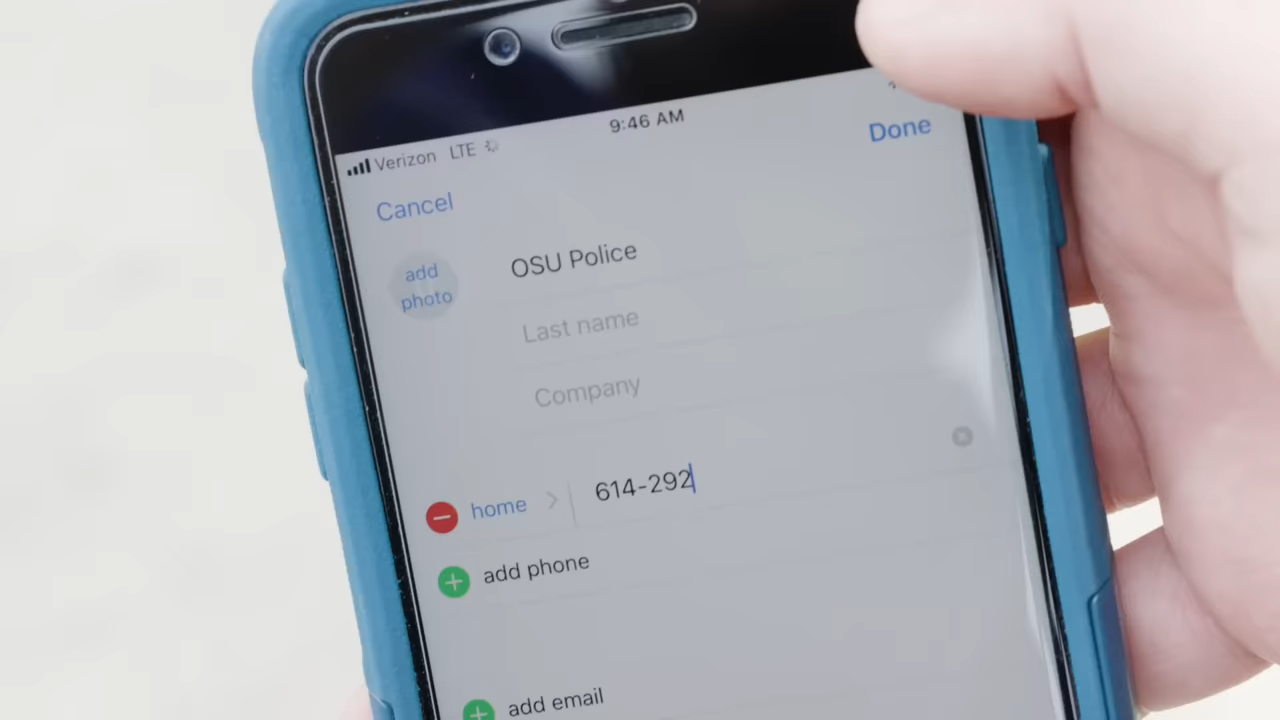 9:46 AM
Verizon LTE
Done
Cancel
add photo
OSU Police
Last name
Company
home 614-292
add phone
add email